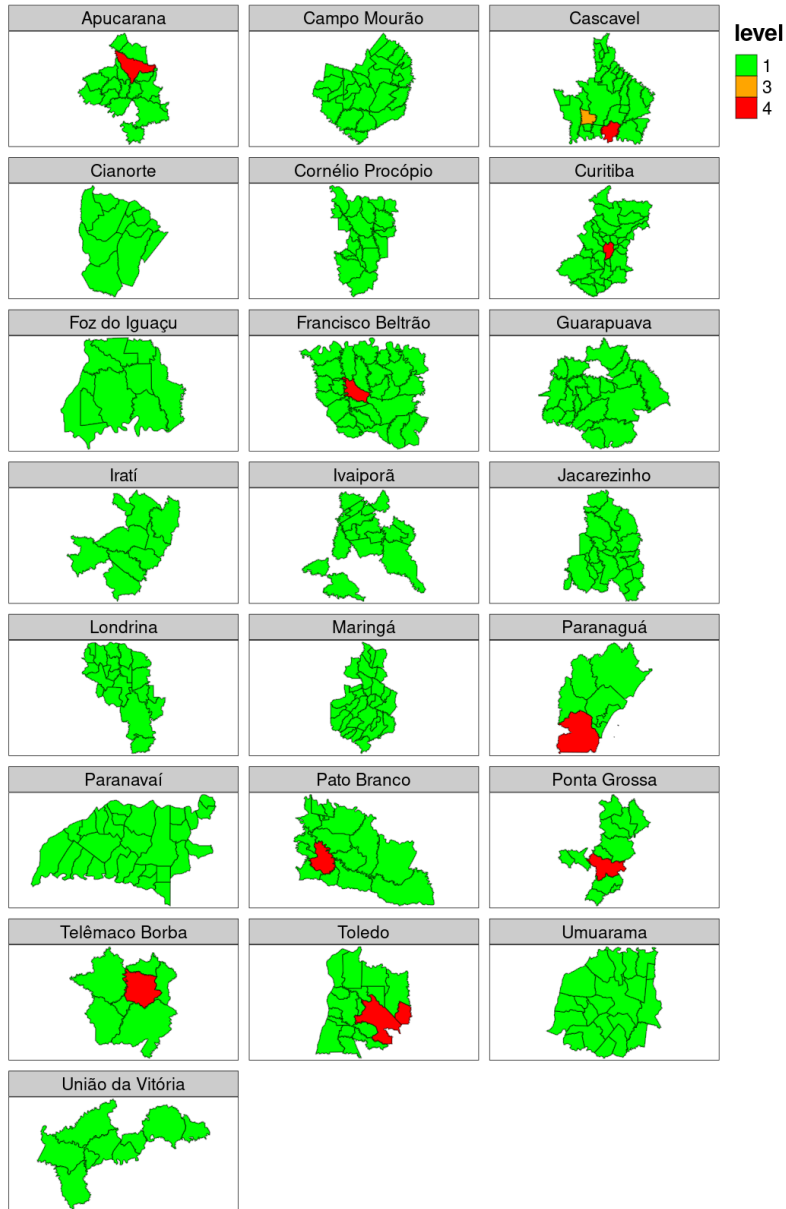 Apucarana
Campo Mourão
Cascavel
level
1
3
4
Cianorte
Cornélio Procópio
Curitiba
Foz do Iguaçu
Francisco Beltrão
Guarapuava
Iratí
Ivaiporã
Jacarezinho
Londrina
Maringá
Paranaguá
Paranavaí
Pato Branco
Ponta Grossa
Telêmaco Borba
Toledo
Umuarama
União da Vitória